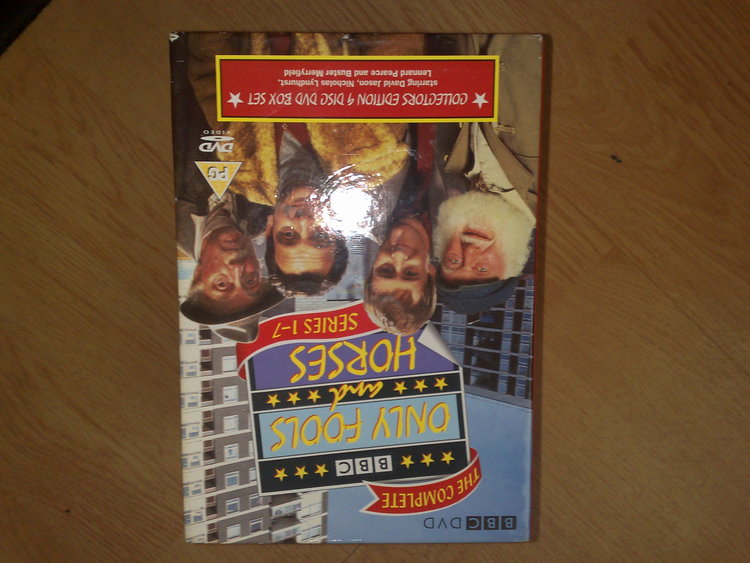 BBC DVD
THE COMPLETE
BBC
ONLY FOOLS
and
HORSES
SERIES 1-7
PG
DVD
VIDEO
COLLECTORS EDITION 9 DISC DVD BOX SET
starring David Jason, Nicholas Lyndhurst,
Lennard Pearce and Buster Merryfield